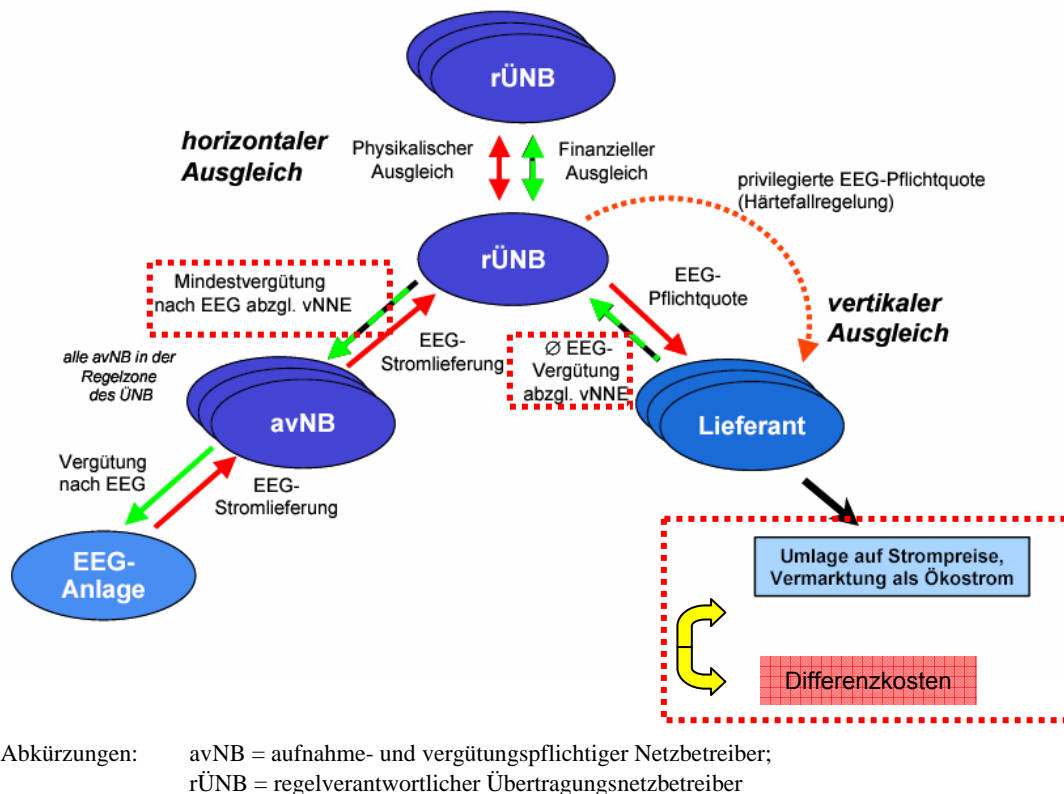 rÜNB
horizontaler
Ausgleich
Physikalischer
Ausgleich
Finanzieller
Ausgleich
privilegierte EEG-Pflichtquote
(Härtefallregelung)
rÜNB
Mindestvergütung
nach EEG abzgl. vNNE
EEG-
Pflichtquote
vertikaler
Ausgleich
EEG-
Stromlieferung
Ø EEG-
Vergütung
abzgl. vNNE
alle avNB in der
Regelzone
des ÜNB
avNB
Lieferant
Vergütung
nach EEG
EEG-
Stromlieferung
EEG-
Anlage
Umlage auf Strompreise,
Vermarktung als Ökostrom
Differenzkosten
Abkürzungen: avNB = aufnahme- und vergütungspflichtiger Netzbetreiber;
rÜNB = regelverantwortlicher Übertragungsnetzbetreiber